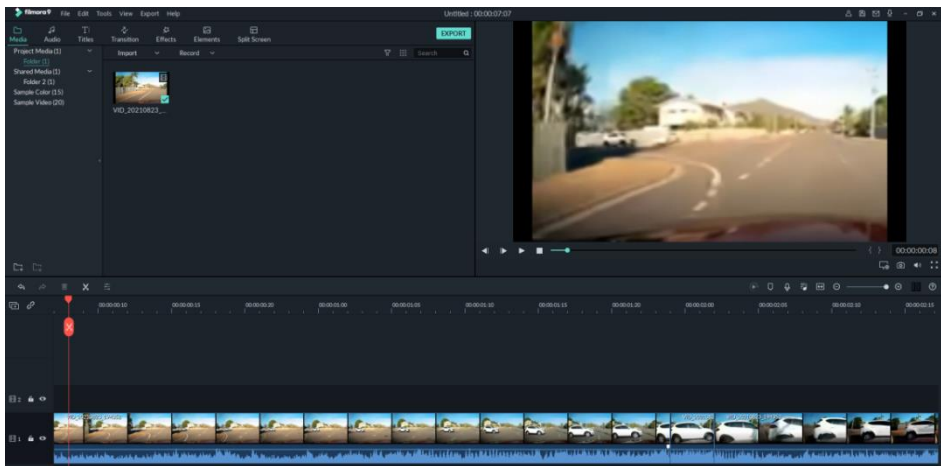 filmora9 File Edit Tools View Export Help Untitled : 00:00:07:07
Media Audio Titles Transition Effects Elements Split Screen EXPORT
Project Media (1) Import Record Search
Folder (1)
Shared Media (1)
Folder 2 (1)
Sample Color (15)
Sample Video (20)
VID_20210823_...
00:00:00:08
00:00:00:10 00:00:00:15 00:00:00:20 00:00:01:00 00:00:01:05 00:00:01:10 00:00:01:15 00:00:01:20 00:00:02:00 00:00:02:05 00:00:02:10 00:00:02:15
2
1